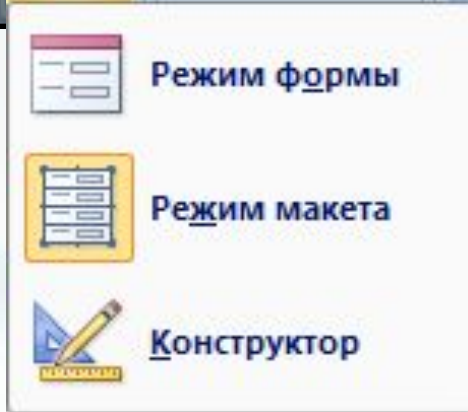 Режим формы
Режим макета
Конструктор